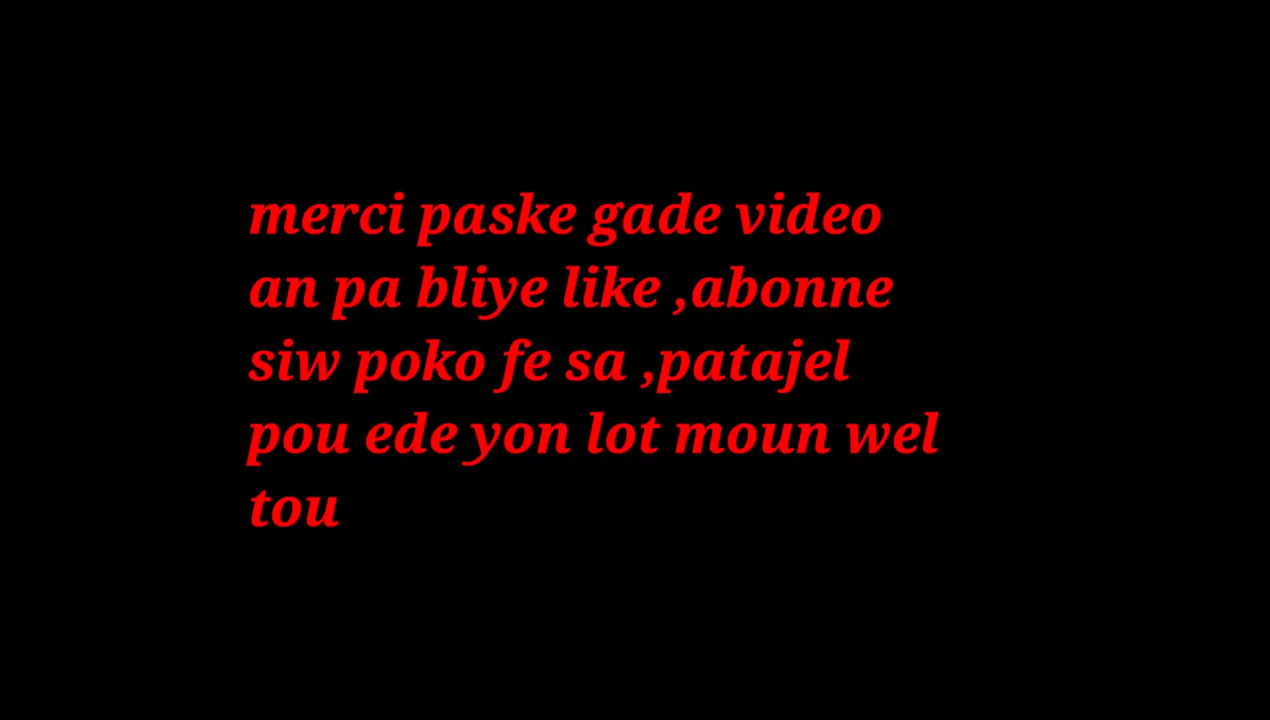 merci paske gade video
an pa bliye like ,abonne
siw poko fe sa ,patajel
pou ede yon lot moun wel
tou